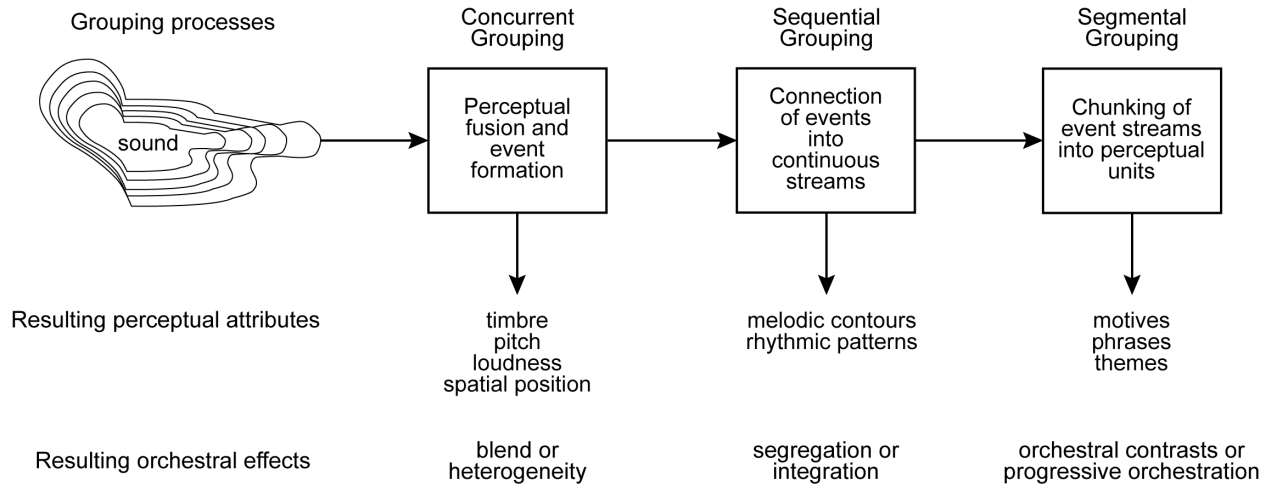 Grouping processes
Concurrent
Grouping
Sequential
Grouping
Segmental
Grouping
sound
Perceptual
fusion and
event
formation
Connection
of events
into
continuous
streams
Chunking of
event streams
into perceptual
units
Resulting perceptual attributes
timbre
pitch
loudness
spatial position
melodic contours
rhythmic patterns
motives
phrases
themes
Resulting orchestral effects
blend or
heterogeneity
segregation or
integration
orchestral contrasts or
progressive orchestration